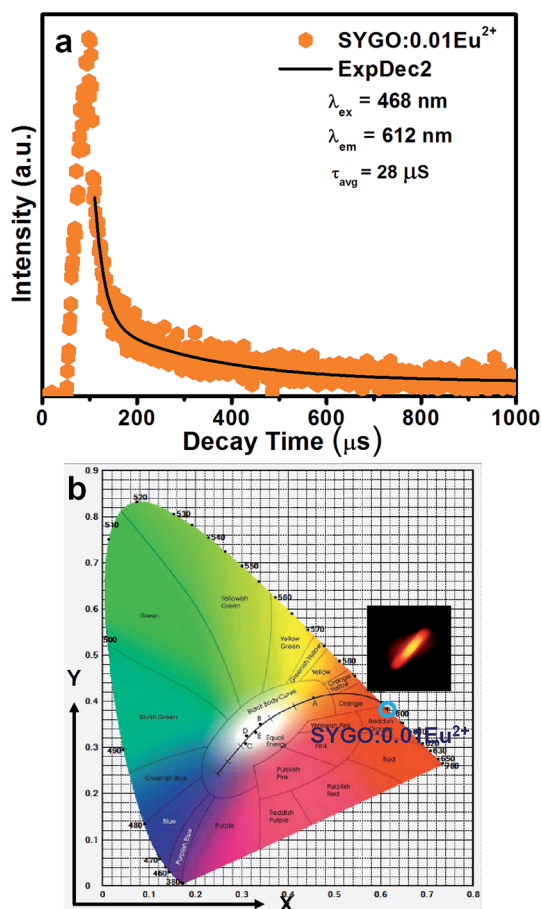 a
SYGO:0.01Eu²⁺
ExpDec2
λex = 468 nm
λem = 612 nm
τavg = 28 μS
Intensity (a.u.)
0 200 400 600 800 1000
Decay Time (μs)
b
0.9
0.8
0.7
0.6
0.5
0.4
0.3
0.2
0.1
0
520
510
530
540
550
560
570
580
500
600
620
630
650
780
490
480
470
460
380
Green
Yellowish Green
Yellow Green
Greenish Yellow
Yellow
Orange Yellow
Orange
Black Body Curve
Bluish Green
Yellowish Pink
Reddish
Pink
Equal Energy
A
B
C
D
E
Greenish Blue
Purplish Pink
Red
Purplish Red
Reddish Purple
Blue
Purplish Blue
Purple
SYGO:0.01Eu²⁺
Y
X
0 0.1 0.2 0.3 0.4 0.5 0.6 0.7 0.8